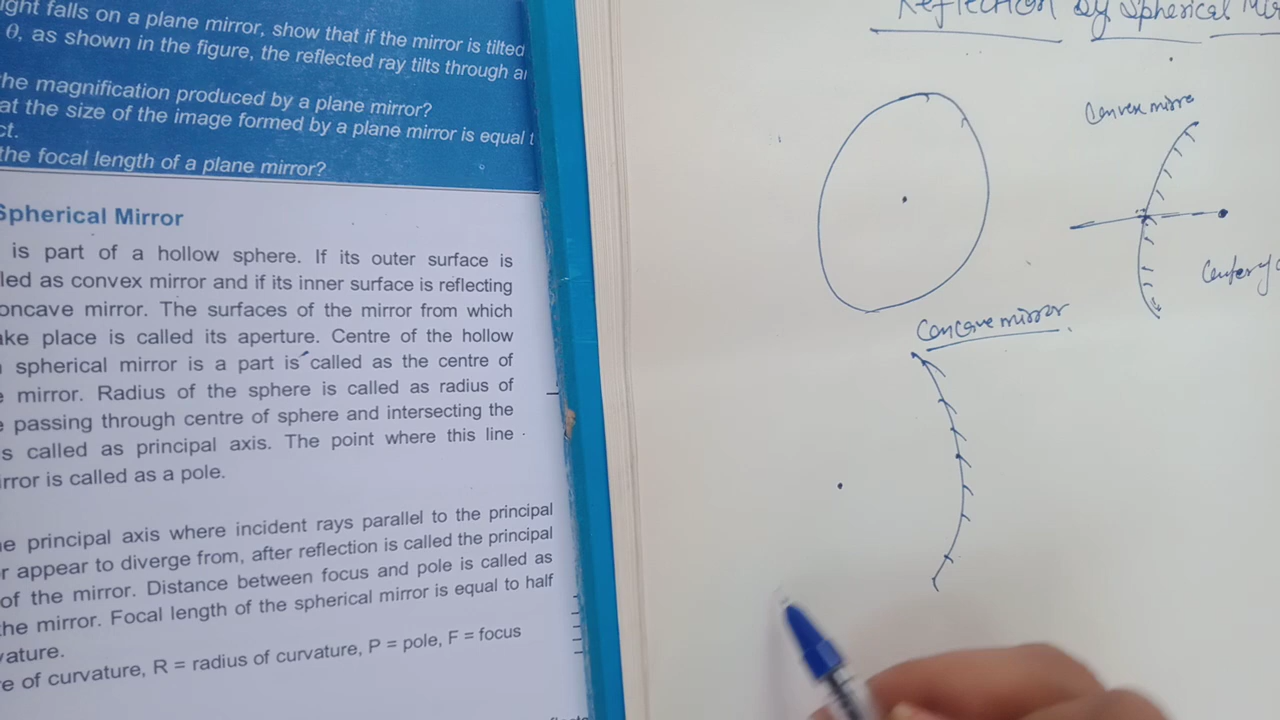 ght falls on a plane mirror, show that if the mirror is tilted
θ, as shown in the figure, the reflected ray tilts through a
he magnification produced by a plane mirror?
at the size of the image formed by a plane mirror is equal t
ct.
the focal length of a plane mirror?
Spherical Mirror
is part of a hollow sphere. If its outer surface is
led as convex mirror and if its inner surface is reflecting
oncave mirror. The surfaces of the mirror from which
ake place is called its aperture. Centre of the hollow
spherical mirror is a part is called as the centre of
mirror. Radius of the sphere is called as radius of
e passing through centre of sphere and intersecting the
s called as principal axis. The point where this line
irror is called as a pole.
e principal axis where incident rays parallel to the principal
r appear to diverge from, after reflection is called the principal
of the mirror. Distance between focus and pole is called as
he mirror. Focal length of the spherical mirror is equal to half
vature.
e of curvature, R = radius of curvature, P = pole, F = focus
Reflection by Spherical Mir
Convex mirro
Center of C
Concave mirror